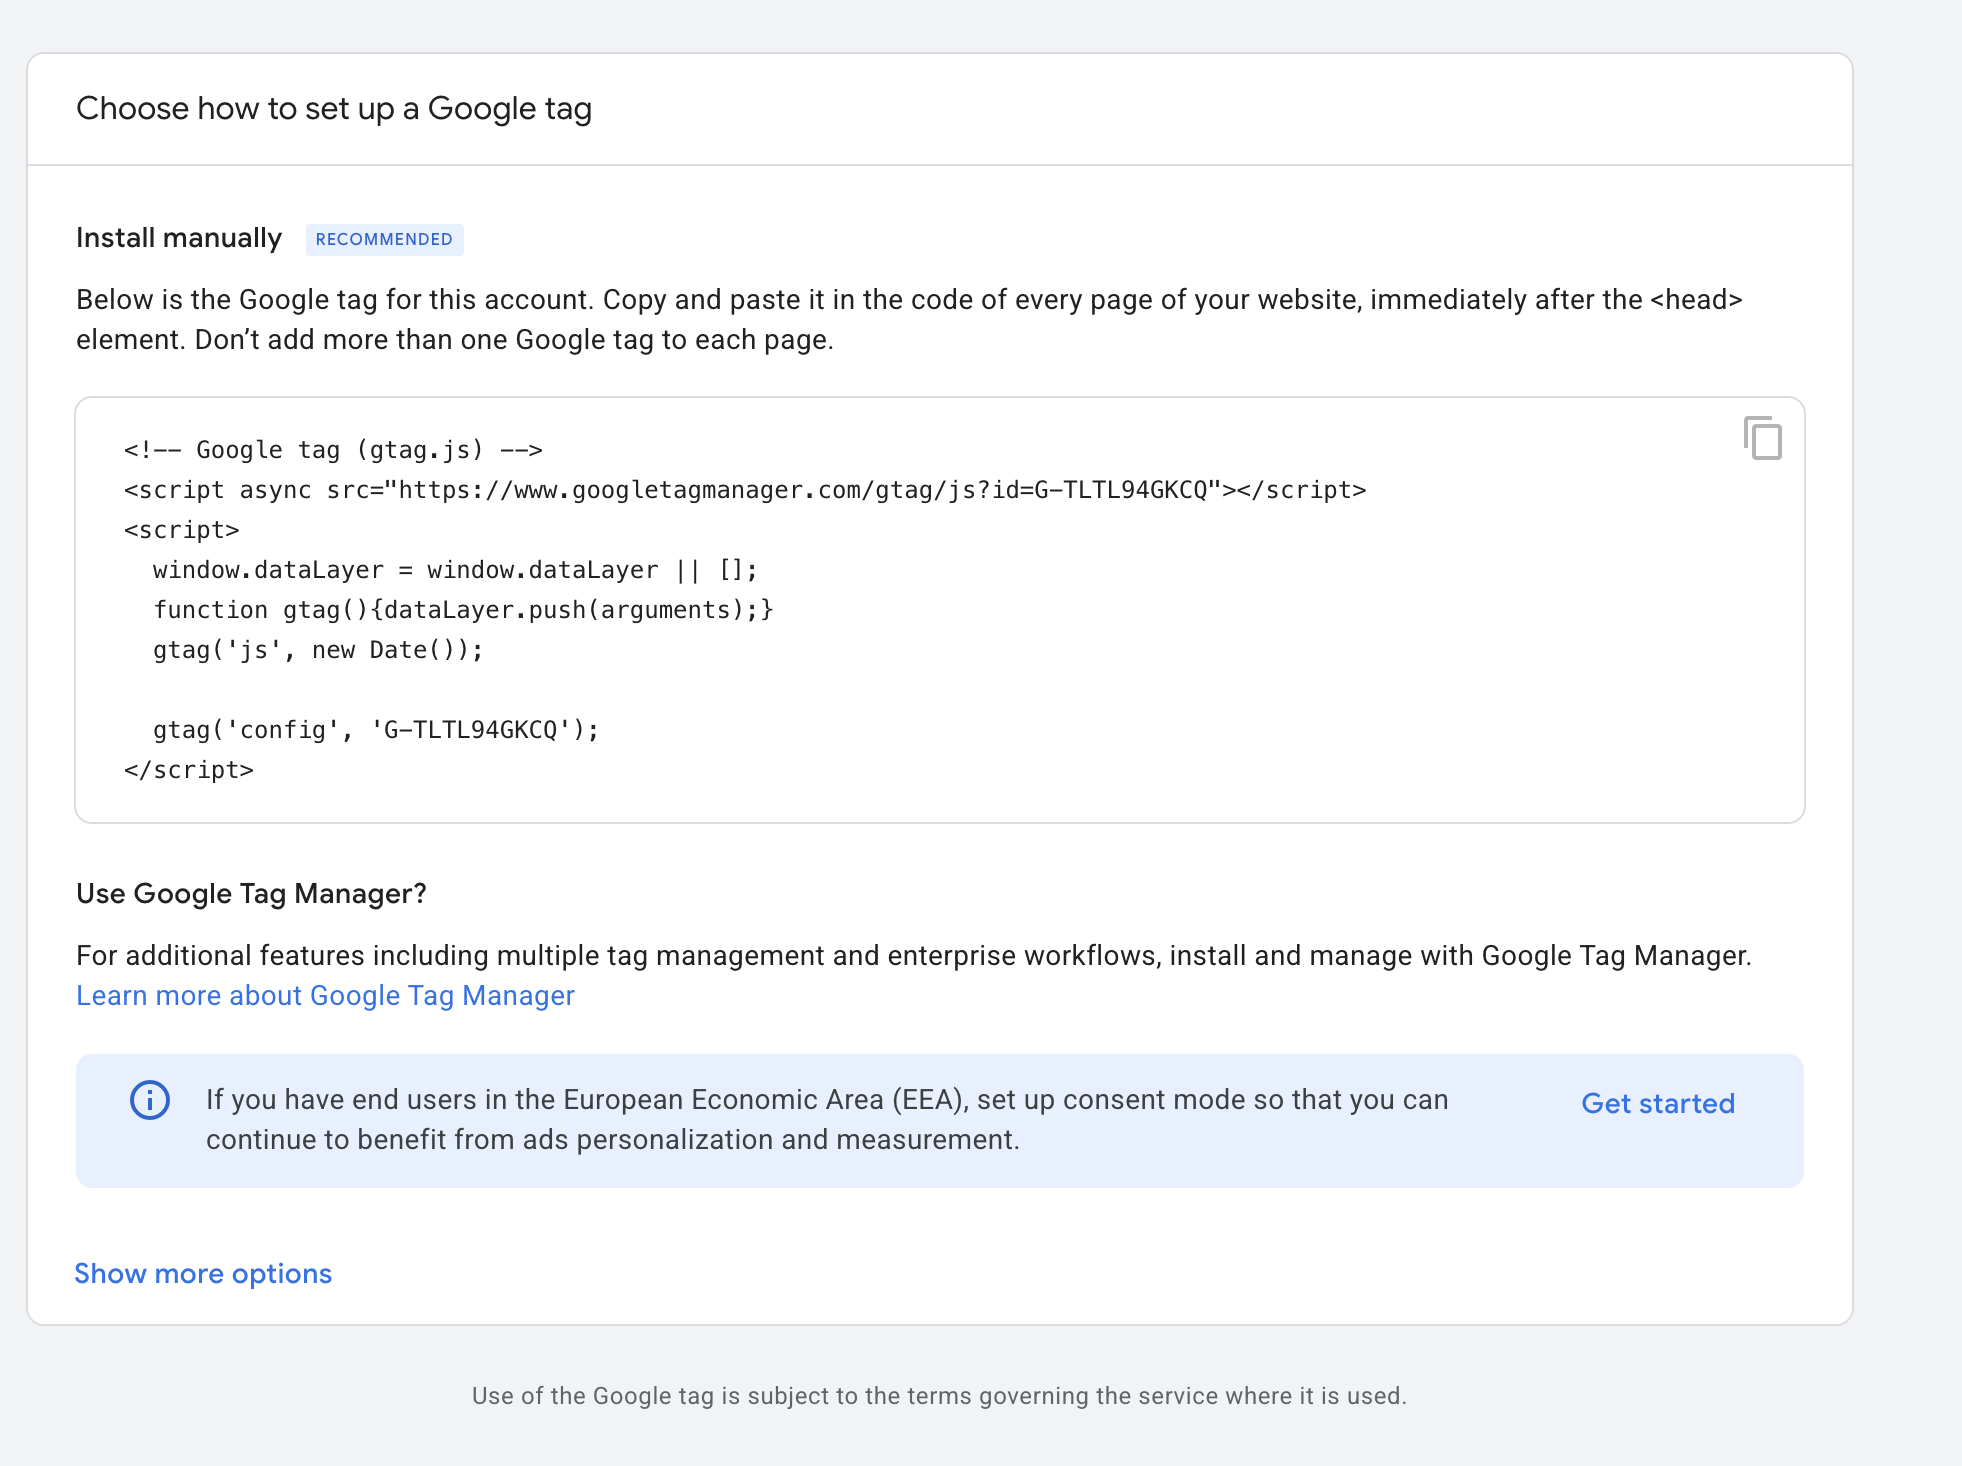 Choose how to set up a Google tag
Install manually RECOMMENDED
Below is the Google tag for this account. Copy and paste it in the code of every page of your website, immediately after the <head>
element. Don’t add more than one Google tag to each page.
<!-- Google tag (gtag.js) -->
<script async src="https://www.googletagmanager.com/gtag/js?id=G-TLTL94GKCQ"></script>
<script>
  window.dataLayer = window.dataLayer || [];
  function gtag(){dataLayer.push(arguments);}
  gtag('js', new Date());
  gtag('config', 'G-TLTL94GKCQ');
</script>
Use Google Tag Manager?
For additional features including multiple tag management and enterprise workflows, install and manage with Google Tag Manager.
Learn more about Google Tag Manager
If you have end users in the European Economic Area (EEA), set up consent mode so that you can
continue to benefit from ads personalization and measurement.
Get started
Show more options
Use of the Google tag is subject to the terms governing the service where it is used.